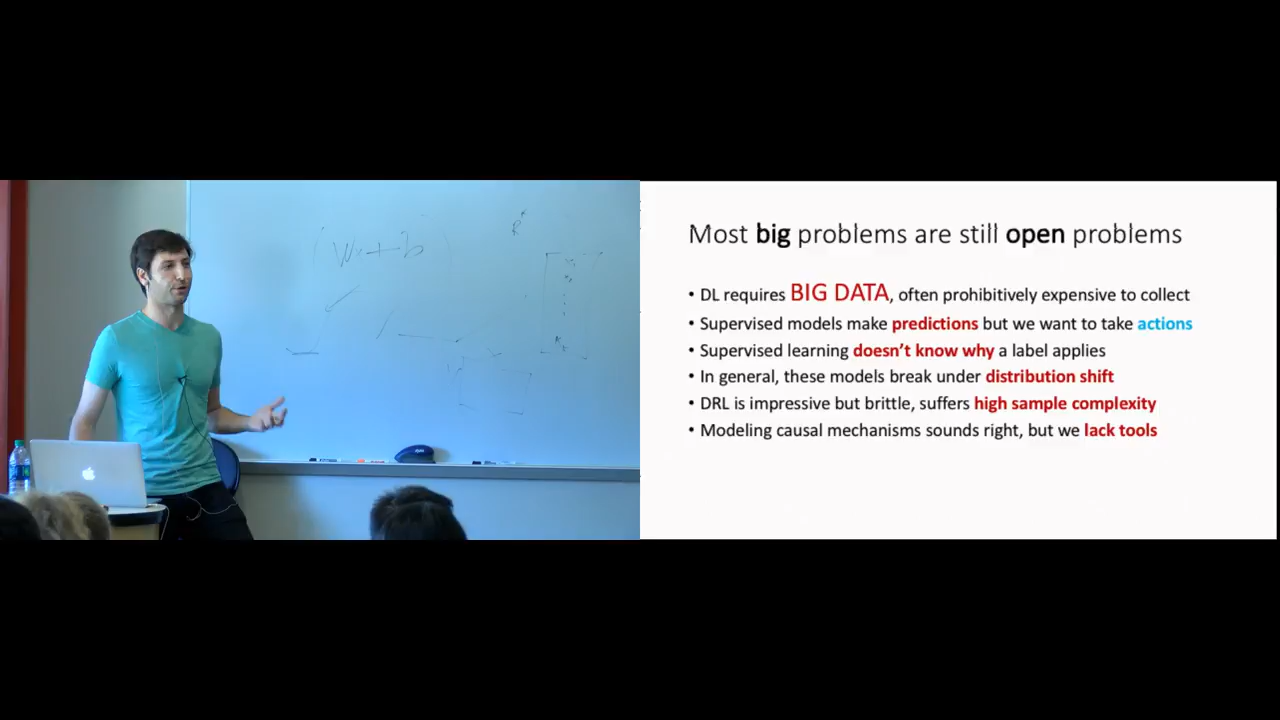 (Wx+b)
R
Most big problems are still open problems
• DL requires BIG DATA, often prohibitively expensive to collect
• Supervised models make predictions but we want to take actions
• Supervised learning doesn't know why a label applies
• In general, these models break under distribution shift
• DRL is impressive but brittle, suffers high sample complexity
• Modeling causal mechanisms sounds right, but we lack tools